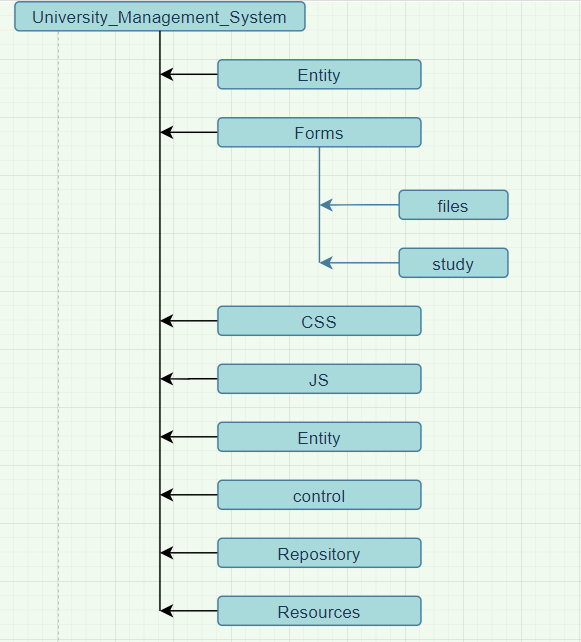 University_Management_System
Entity
Forms
files
study
CSS
JS
Entity
control
Repository
Resources